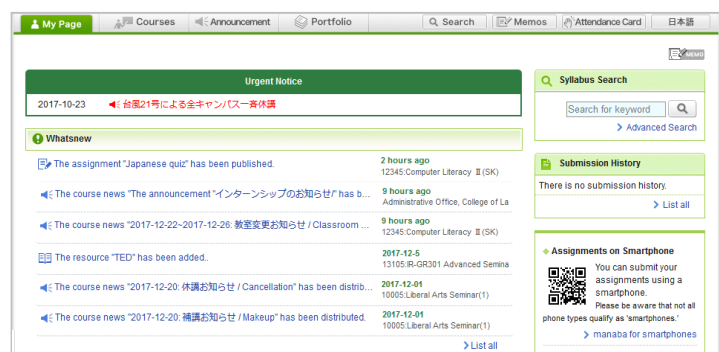 My Page Courses Announcement Portfolio Search Memos Attendance Card 日本語
MEMO
Urgent Notice
2017-10-23 台風21号による全キャンパス一斉休講
Whatsnew
The assignment "Japanese quiz" has been published.
2 hours ago
12345:Computer Literacy Ⅱ(SK)
The course news "The announcement "インターンシップのお知らせ/" has b...
9 hours ago
Administrative Office, College of La
The course news "2017-12-22~2017-12-26: 教室変更お知らせ / Classroom ...
9 hours ago
12345:Computer Literacy Ⅱ(SK)
The resource "TED" has been added..
2017-12-5
13105:IR-GR301 Advanced Semina
The course news "2017-12-20: 休講お知らせ / Cancellation" has been distrib...
2017-12-01
10005:Liberal Arts Seminar(1)
The course news "2017-12-20: 補講お知らせ / Makeup" has been distributed.
2017-12-01
10005:Liberal Arts Seminar(1)
List all
Syllabus Search
Search for keyword
Advanced Search
Submission History
There is no submission history.
List all
Assignments on Smartphone
You can submit your
assignments using a
smartphone.
Please be aware that not all
phone types qualify as 'smartphones.'
manaba for smartphones